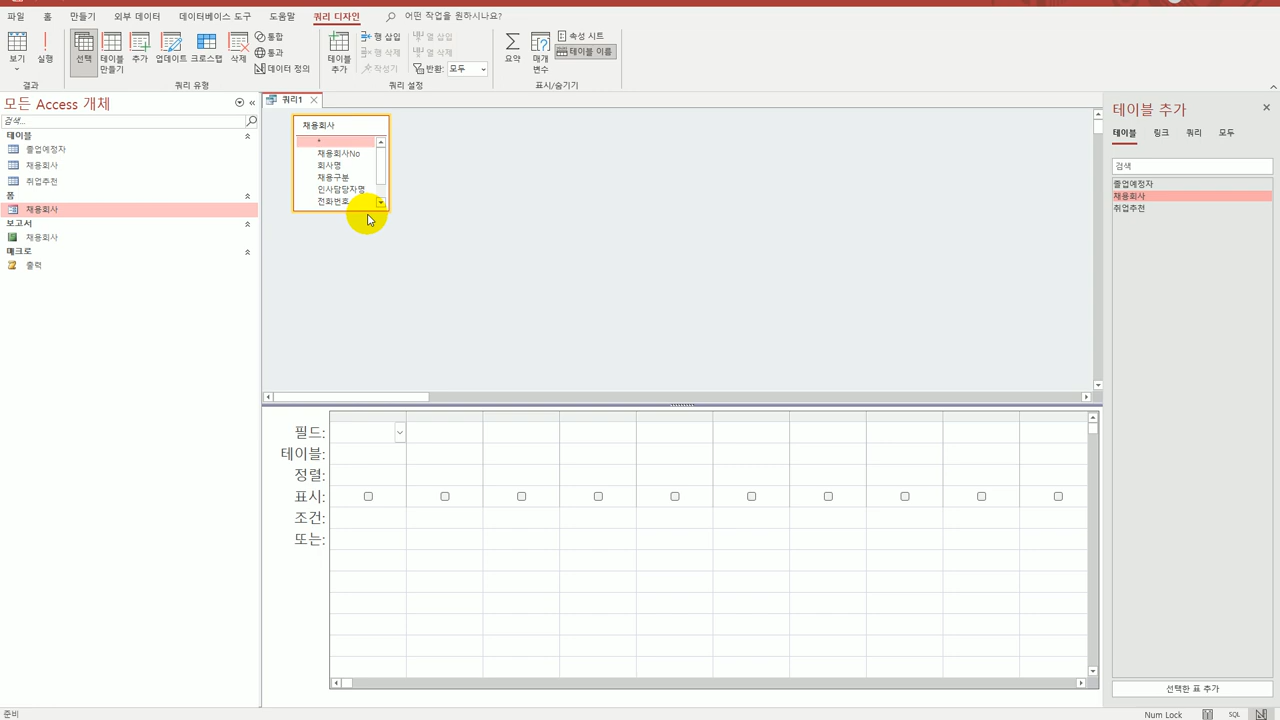 파일 홈 만들기 외부 데이터 데이터베이스 도구 도움말 쿼리 디자인 어떤 작업을 원하시나요?
보기
실행
결과
선택
테이블 만들기
추가
업데이트
크로스탭
삭제
통합
통과
데이터 정의
쿼리 유형
테이블 추가
행 삽입
행 삭제
작성기
열 삽입
열 삭제
반환: 모두
쿼리 설정
요약
매개 변수
속성 시트
테이블 이름
표시/숨기기
모든 Access 개체
검색...
테이블
졸업예정자
채용회사
취업추천
폼
채용회사
보고서
채용회사
매크로
출력
쿼리1
채용회사
*
채용회사No
회사명
채용구분
인사담당자명
전화번호
필드:
테이블:
정렬:
표시:
조건:
또는:
테이블 추가
테이블 링크 쿼리 모두
검색
졸업예정자
채용회사
취업추천
선택한 표 추가
준비
Num Lock
SQL